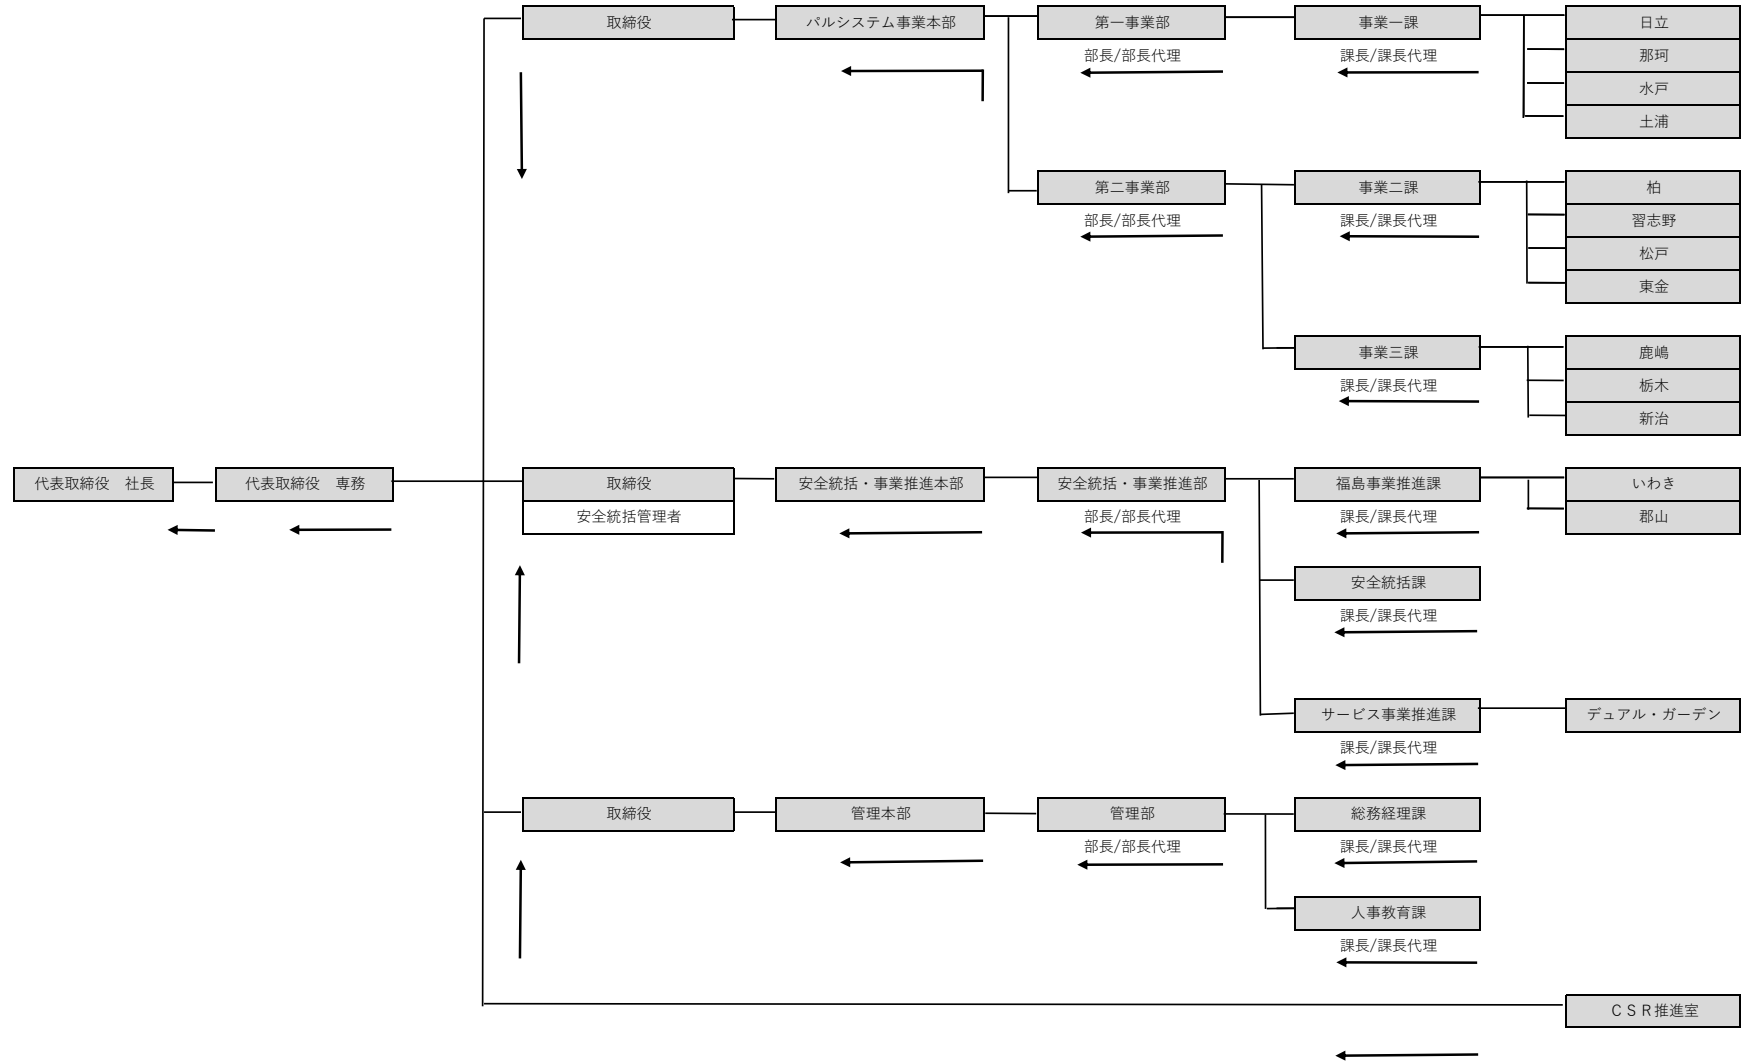 取締役
パルシステム事業本部
第一事業部
事業一課
日立
部長/部長代理
課長/課長代理
那珂
水戸
土浦
第二事業部
事業二課
柏
部長/部長代理
課長/課長代理
習志野
松戸
東金
事業三課
鹿嶋
課長/課長代理
栃木
新治
代表取締役　社長
代表取締役　専務
取締役
安全統括・事業推進本部
安全統括・事業推進部
福島事業推進課
いわき
安全統括管理者
部長/部長代理
課長/課長代理
郡山
安全統括課
課長/課長代理
サービス事業推進課
デュアル・ガーデン
課長/課長代理
取締役
管理本部
管理部
総務経理課
部長/部長代理
課長/課長代理
人事教育課
課長/課長代理
ＣＳＲ推進室